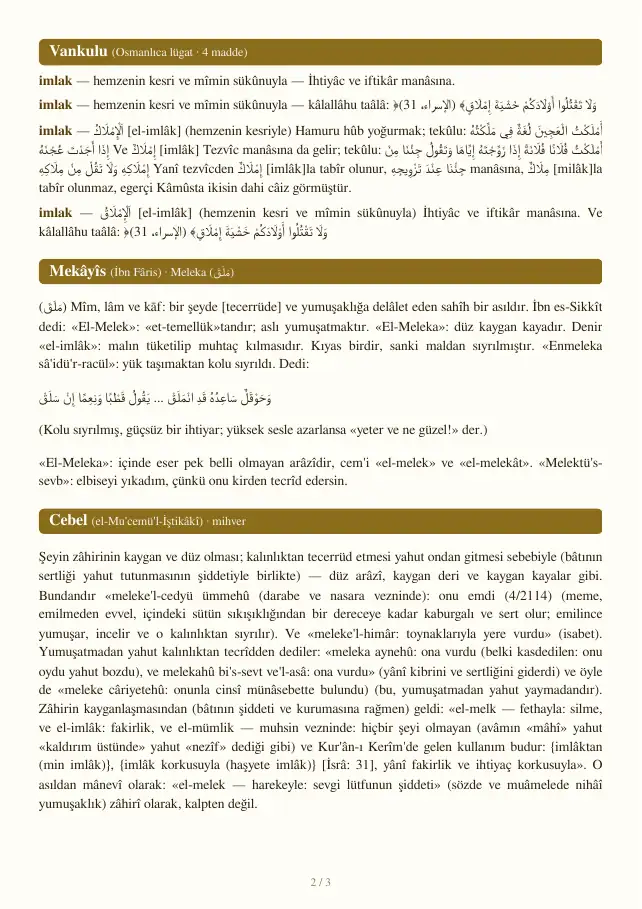 Vankulu (Osmanlıca lügat · 4 madde)
imlak — hemzenin kesri ve mîmin sükûnuyla — İhtiyâc ve iftikâr manâsına.
imlak — hemzenin kesri ve mîmin sükûnuyla — kâlallâhu taâlâ: وَلَا تَقْتُلُوا أَوْلَادَكُمْ خَشْيَةَ إِمْلَاقٍ﴾ (الإسراء، 31)﴿
imlak — اَلْإِمْلَاكُ [el-imlâk] (hemzenin kesriyle) Hamuru hûb yoğurmak; tekûlu: أَمْلَكْتُ الْعَجِينَ لُغَةٌ فِي مَلَّكْتُهُ
إِذَا أَجَدْتَ عَجْنَهُ Ve إِمْلَاكٌ [imlâk] Tezvîc manâsına da gelir; tekûlu: أَمْلَكْتُ فُلَانًا فُلَانَةً إِذَا زَوَّجْتَهُ إِيَّاهَا وَتَقُولُ جِئْنَا مِنْ
إِمْلَاكِهِ وَلَا تَقُلْ مِنْ مِلَاكِهِ Yanî tezvîcden إِمْلَاكٌ [imlâk]la tabîr olunur, جِئْنَا عِنْدَ تَزْوِيجِهِ manâsına, مِلَاكٌ [milâk]la
tabîr olunmaz, egerçi Kâmûsta ikisin dahi câiz görmüştür.
imlak — اَلْإِمْلَاقُ [el-imlâk] (hemzenin kesri ve mîmin sükûnuyla) İhtiyâc ve iftikâr manâsına. Ve
kâlallâhu taâlâ: وَلَا تَقْتُلُوا أَوْلَادَكُمْ خَشْيَةَ إِمْلَاقٍ﴾ (الإسراء، 31)﴿
Mekâyîs (İbn Fâris) · Meleka (مَلَقَ)
(مَلَقَ) Mîm, lâm ve kāf: bir şeyde [tecerrüde] ve yumuşaklığa delâlet eden sahîh bir asıldır. İbn es-Sikkît
dedi: «El-Melek»: «et-temellük»tandır; aslı yumuşatmaktır. «El-Meleka»: düz kaygan kayadır. Denir
«el-imlâk»: malın tüketilip muhtaç kılmasıdır. Kıyas birdir, sanki maldan sıyrılmıştır. «Enmeleka
sâ'idü'r-racül»: yük taşımaktan kolu sıyrıldı. Dedi:
وَحَوْقَلٌ سَاعِدُهُ قَدِ انْمَلَقَ ... يَقُولُ قَطْبًا وَنِعِمَّا إِنْ سَلَقَ
(Kolu sıyrılmış, güçsüz bir ihtiyar; yüksek sesle azarlansa «yeter ve ne güzel!» der.)
«El-Meleka»: içinde eser pek belli olmayan arâzîdir, cem'i «el-melek» ve «el-melekât». «Melektü's-
sevb»: elbiseyi yıkadım, çünkü onu kirden tecrîd edersin.
Cebel (el-Mu'cemü'l-İştikâkî) · mihver
Şeyin zâhirinin kaygan ve düz olması; kalınlıktan tecerrüd etmesi yahut ondan gitmesi sebebiyle (bâtının
sertliği yahut tutunmasının şiddetiyle birlikte) — düz arâzî, kaygan deri ve kaygan kayalar gibi.
Bundandır «meleke'l-cedyü ümmehû (darabe ve nasara vezninde): onu emdi (4/2114) (meme,
emilmeden evvel, içindeki sütün sıkışıklığından bir dereceye kadar kaburgalı ve sert olur; emilince
yumuşar, incelir ve o kalınlıktan sıyrılır). Ve «meleke'l-himâr: toynaklarıyla yere vurdu» (isabet).
Yumuşatmadan yahut kalınlıktan tecrîdden dediler: «meleka aynehû: ona vurdu (belki kasdedilen: onu
oydu yahut bozdu), ve melekahû bi's-sevt ve'l-asâ: ona vurdu» (yânî kibrini ve sertliğini giderdi) ve öyle
de «meleke câriyetehû: onunla cinsî münâsebette bulundu) (bu, yumuşatmadan yahut yaymadandır).
Zâhirin kayganlaşmasından (bâtının şiddeti ve kurumasına rağmen) geldi: «el-melk — fethayla: silme,
ve el-imlâk: fakirlik, ve el-mümlik — muhsin vezninde: hiçbir şeyi olmayan (avâmın «mâhî» yahut
«kaldırım üstünde» yahut «nezîf» dediği gibi) ve Kur'ân-ı Kerîm'de gelen kullanım budur: {imlâktan
(min imlâk)}, {imlâk korkusuyla (haşyete imlâk)} [İsrâ: 31], yânî fakirlik ve ihtiyaç korkusuyla». O
asıldan mânevî olarak: «el-melek — harekeyle: sevgi lütfunun şiddeti» (sözde ve muâmelede nihâî
yumuşaklık) zâhirî olarak, kalpten değil.
2 / 3